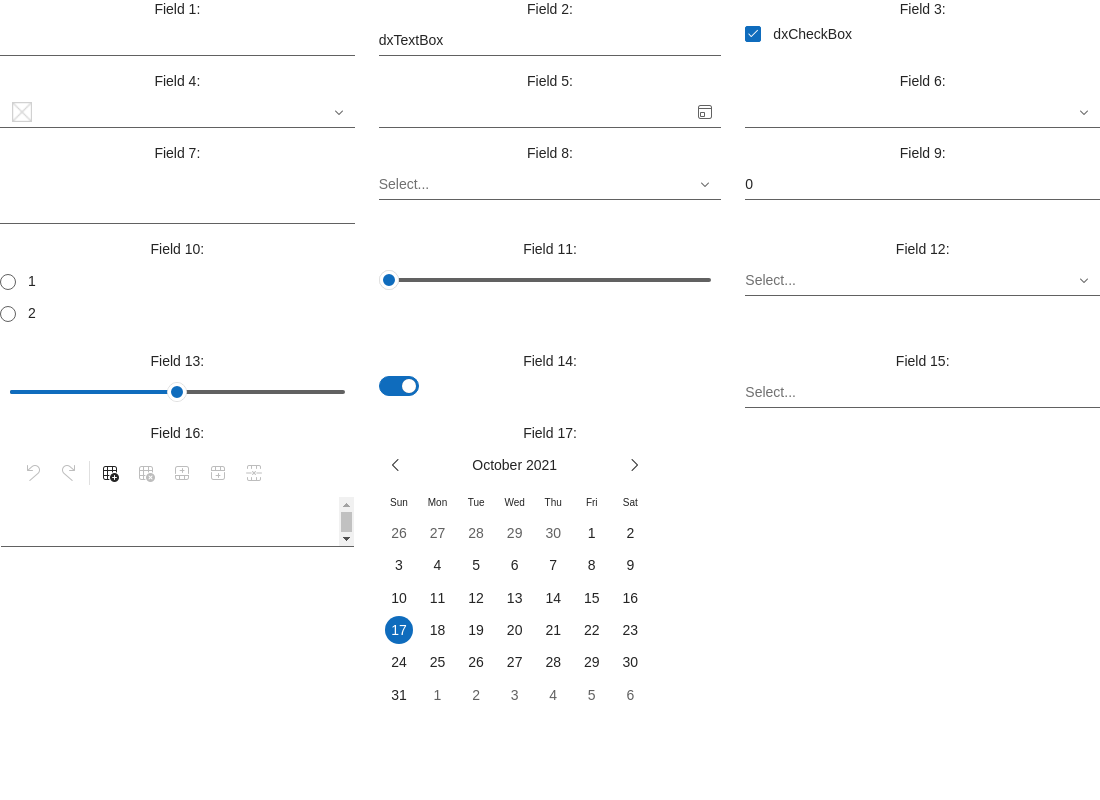 Field 1:
Field 2:
Field 3:
dxTextBox
dxCheckBox
Field 4:
Field 5:
Field 6:
Field 7:
Field 8:
Field 9:
Select...
0
Field 10:
Field 11:
Field 12:
1
Select...
2
Field 13:
Field 14:
Field 15:
Select...
Field 16:
Field 17:
October 2021
Sun Mon Tue Wed Thu Fri Sat
26 27 28 29 30 1 2
3 4 5 6 7 8 9
10 11 12 13 14 15 16
17 18 19 20 21 22 23
24 25 26 27 28 29 30
31 1 2 3 4 5 6